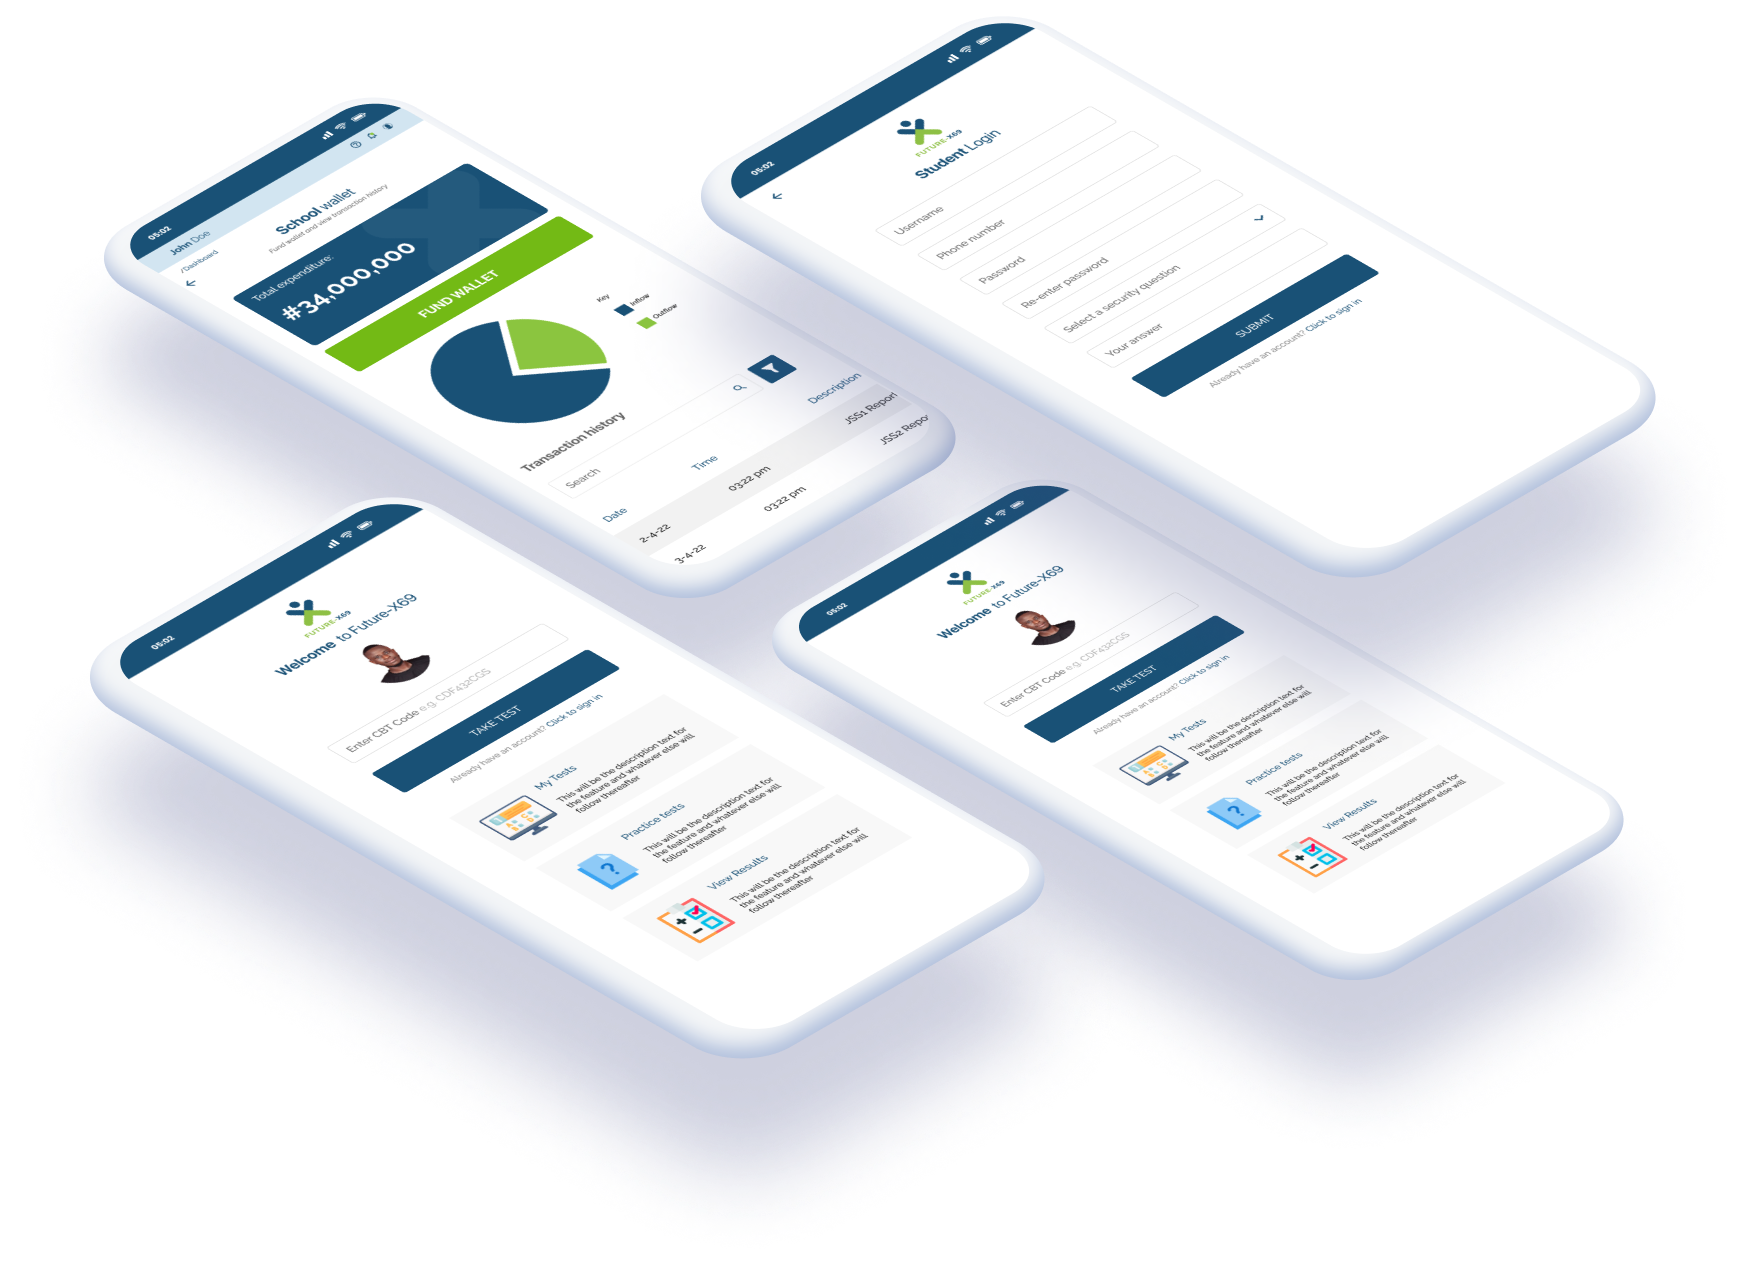 05:02
John Doe
/Dashboard
School wallet
Fund wallet and view transaction history
Total expenditure:
#34,000,000
FUND WALLET
Key
Inflow
Outflow
Transaction history
Search
Date
Time
Description
2-4-22
03:22 pm
JSS1 Report
3-4-22
03:22 pm
JSS2 Repo
05:02
FUTURE-X69
Student Login
Username
Phone number
Password
Re-enter password
Select a security question
Your answer
SUBMIT
Already have an account? Click to sign in
05:02
FUTURE-X69
Welcome to Future-X69
Enter CBT Code e.g. CDF432CGS
TAKE TEST
Already have an account? Click to sign in
My Tests
This will be the description text for
the feature and whatever else will
follow thereafter
Practice tests
This will be the description text for
the feature and whatever else will
follow thereafter
View Results
This will be the description text for
the feature and whatever else will
follow thereafter
05:02
FUTURE-X69
Welcome to Future-X69
Enter CBT Code e.g. CDF432CGS
TAKE TEST
Already have an account? Click to sign in
My Tests
This will be the description text for
the feature and whatever else will
follow thereafter
Practice tests
This will be the description text for
the feature and whatever else will
follow thereafter
View Results
This will be the description text for
the feature and whatever else will
follow thereafter